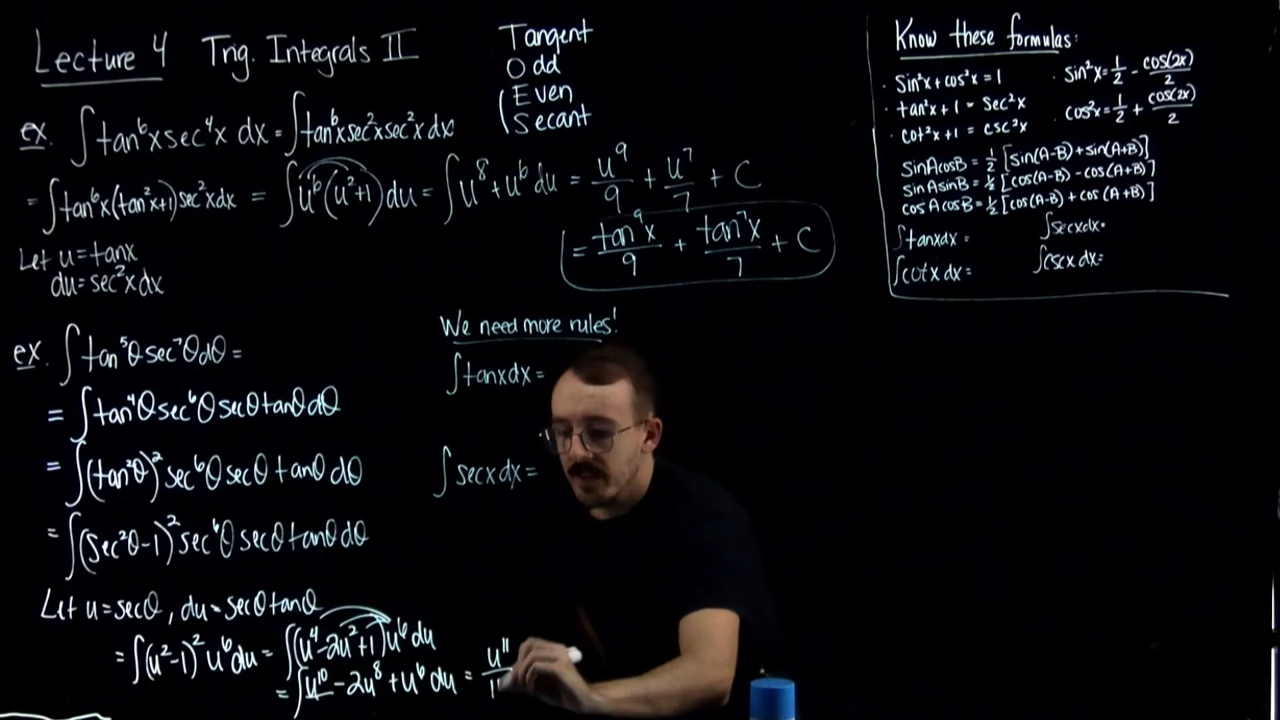 Lecture 4 Trig. Integrals II
Tangent
Odd
Even
Secant
ex. ∫tan⁶x sec⁴x dx = ∫tan⁶x sec²x sec²x dx
= ∫tan⁶x(tan²x+1)sec²x dx = ∫u⁶(u²+1)du = ∫u⁸+u⁶ du = u⁹/9 + u⁷/7 + C
Let u = tanx
du = sec²x dx
= tan⁹x/9 + tan⁷x/7 + C
ex. ∫tan⁵θ sec⁷θ dθ =
= ∫tan⁴θ sec⁶θ secθ tanθ dθ
= ∫(tan²θ)² sec⁶θ secθ tanθ dθ
= ∫(sec²θ-1)² sec⁶θ secθ tanθ dθ
Let u = secθ, du = secθ tanθ
= ∫(u²-1)² u⁶ du = ∫(u⁴-2u²+1)u⁶ du
= ∫u¹⁰ - 2u⁸ + u⁶ du = u¹¹/11
We need more rules!
∫tanx dx =
∫secx dx =
Know these formulas:
· sin²x + cos²x = 1
· tan²x + 1 = sec²x
· cot²x + 1 = csc²x
· sin²x = 1/2 - cos(2x)/2
cos²x = 1/2 + cos(2x)/2
sinAcosB = 1/2 [sin(A-B) + sin(A+B)]
sinAsinB = 1/2 [cos(A-B) - cos(A+B)]
cosAcosB = 1/2 [cos(A-B) + cos(A+B)]
∫tanx dx = ∫secx dx =
∫cot x dx = ∫cscx dx =